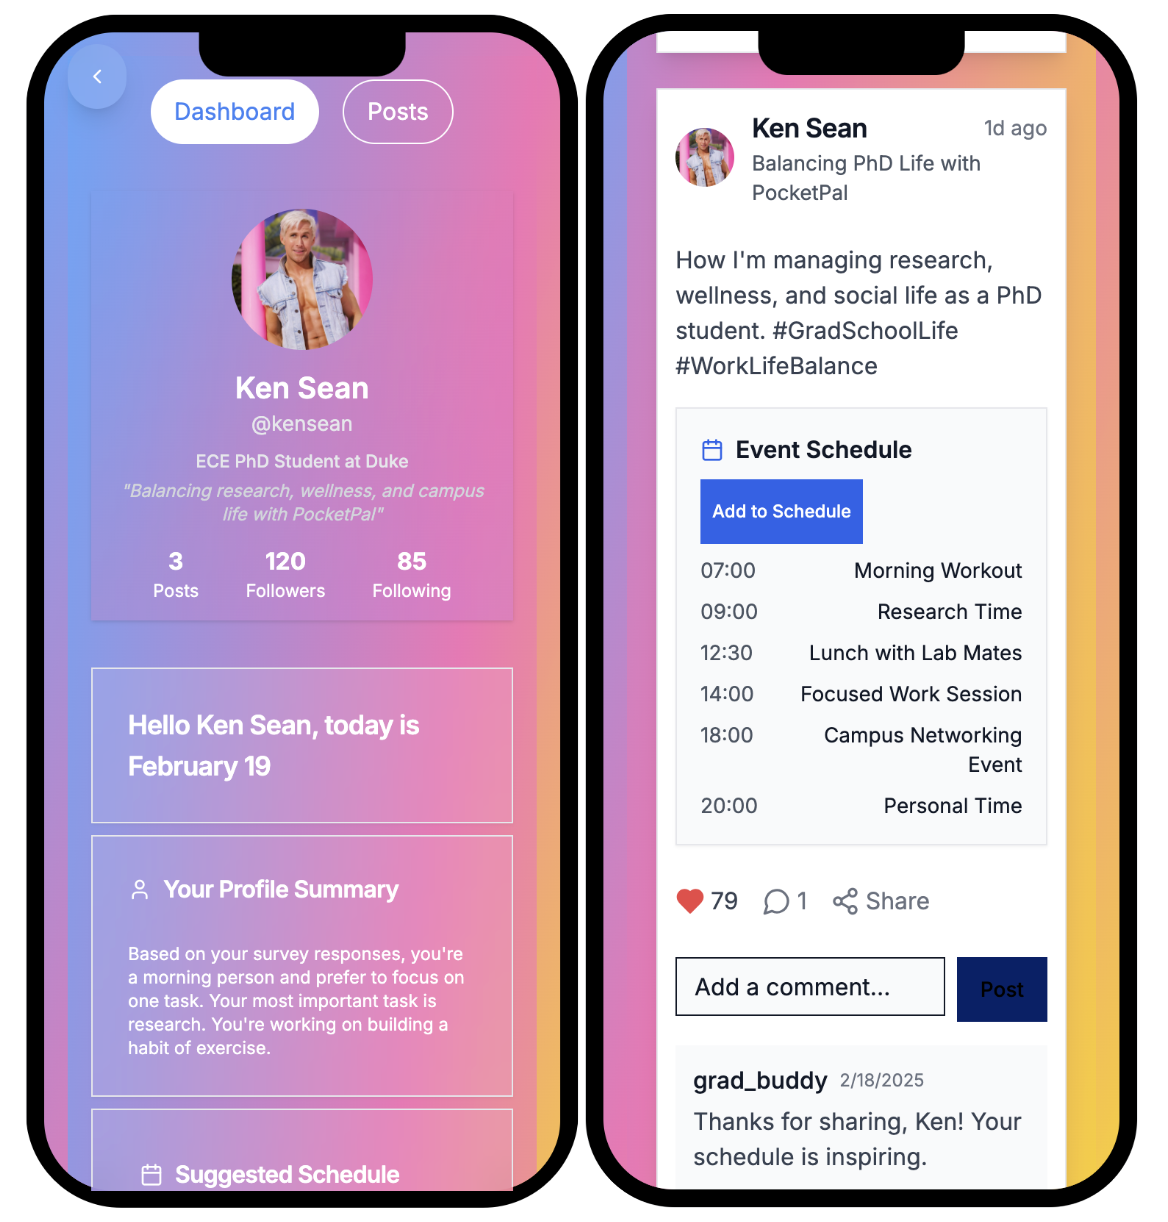 Dashboard
Posts
Ken Sean
@kensean
ECE PhD Student at Duke
"Balancing research, wellness, and campus
life with PocketPal"
3
120
85
Posts
Followers
Following
Hello Ken Sean, today is
February 19
Your Profile Summary
Based on your survey responses, you're
a morning person and prefer to focus on
one task. Your most important task is
research. You're working on building a
habit of exercise.
Suggested Schedule
Ken Sean
1d ago
Balancing PhD Life with
PocketPal
How I'm managing research,
wellness, and social life as a PhD
student. #GradSchoolLife
#WorkLifeBalance
Event Schedule
Add to Schedule
07:00 Morning Workout
09:00 Research Time
12:30 Lunch with Lab Mates
14:00 Focused Work Session
18:00 Campus Networking
Event
20:00 Personal Time
79 1 Share
Add a comment...
Post
grad_buddy 2/18/2025
Thanks for sharing, Ken! Your
schedule is inspiring.